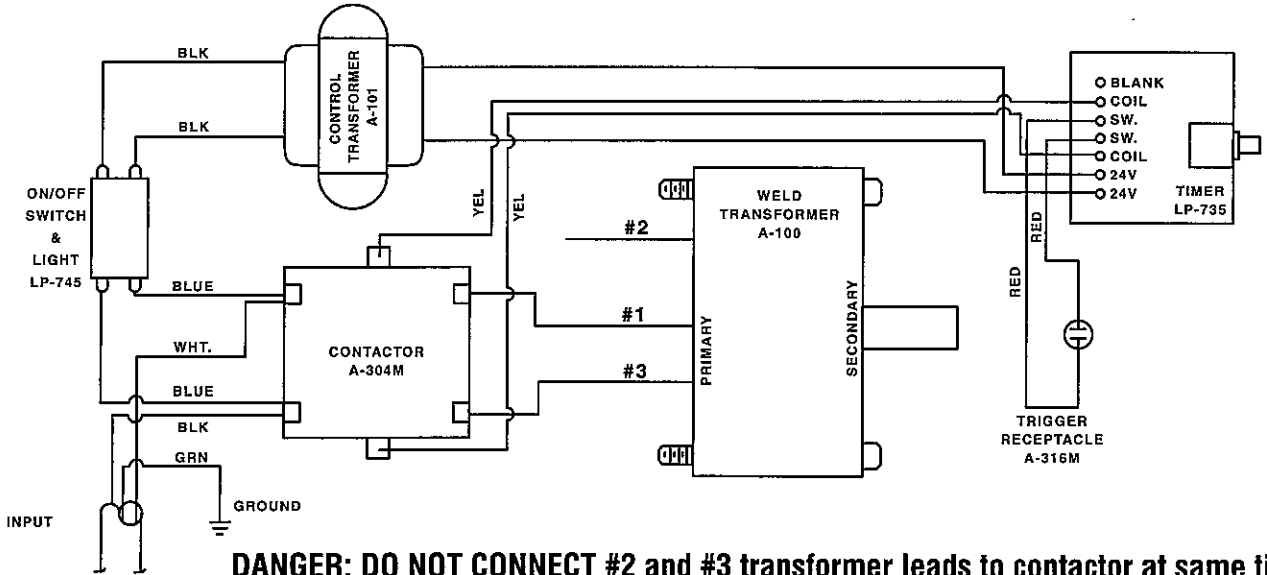 BLK
BLK
CONTROL
TRANSFORMER
A-101
BLANK
COIL
SW.
SW.
COIL
24V
24V
TIMER
LP-735
ON/OFF
SWITCH
&
LIGHT
LP-745
YEL
YEL
WELD
TRANSFORMER
A-100
#2
#1
#3
PRIMARY
SECONDARY
RED
RED
BLUE
WHT.
BLUE
BLK
GRN
CONTACTOR
A-304M
TRIGGER
RECEPTACLE
A-316M
GROUND
INPUT
DANGER: DO NOT CONNECT #2 and #3 transformer leads to contactor at same ti